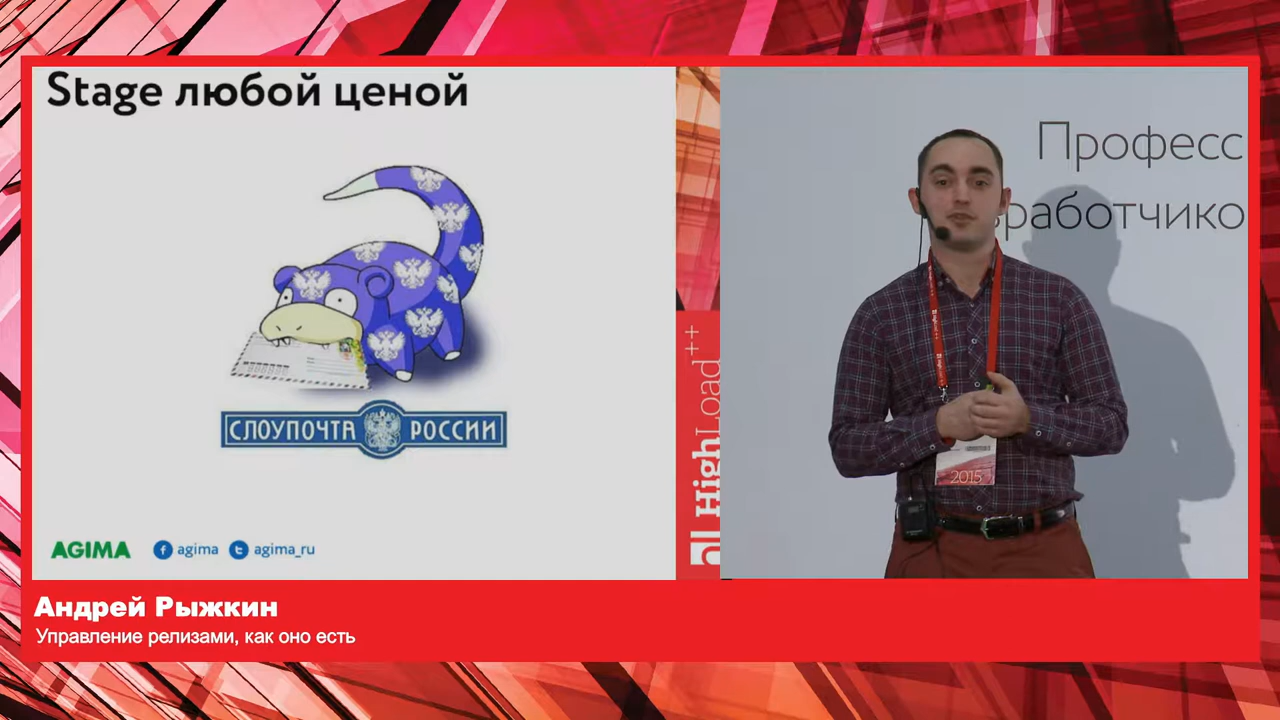 Stage любой ценой
СЛОУПОЧТА РОССИИ
AGIMA
agima
agima_ru
HighLoad++
Професс
работчико
2015
Андрей Рыжкин
Управление релизами, как оно есть